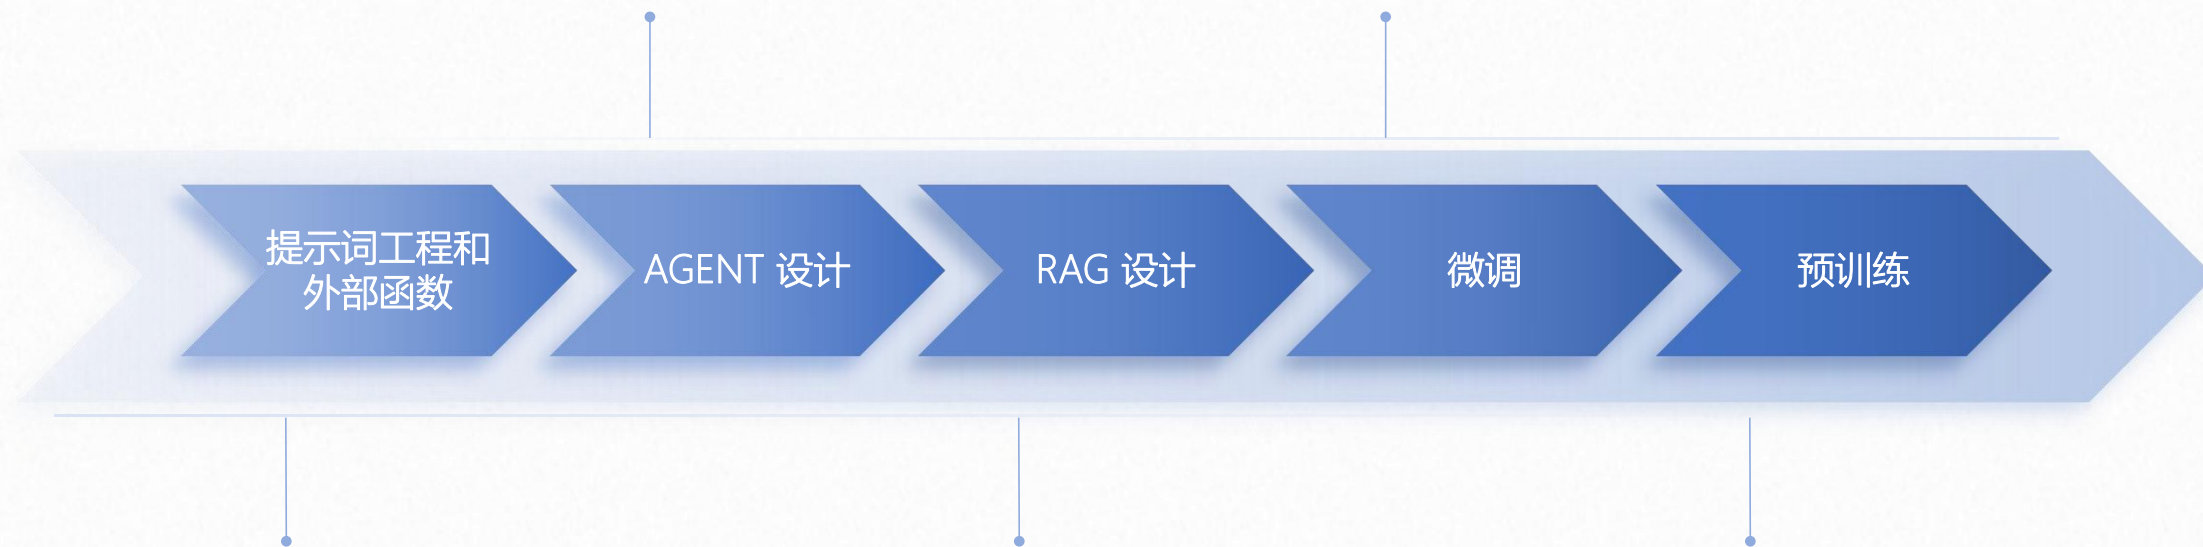 提示词工程和
外部函数
AGENT 设计
RAG 设计
微调
预训练